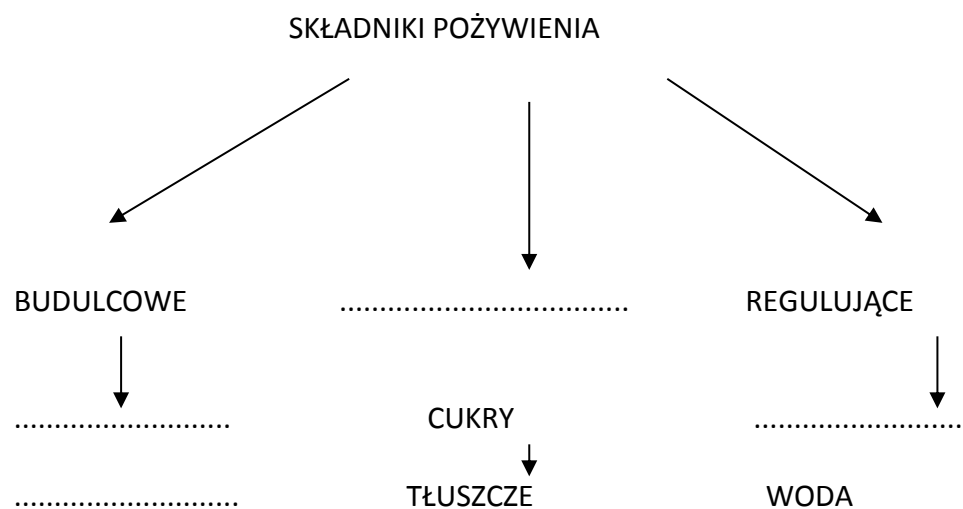 SKŁADNIKI POŻYWIENIA
BUDULCOWE .................................... REGULUJĄCE
........................... CUKRY ..........................
............................ TŁUSZCZE WODA